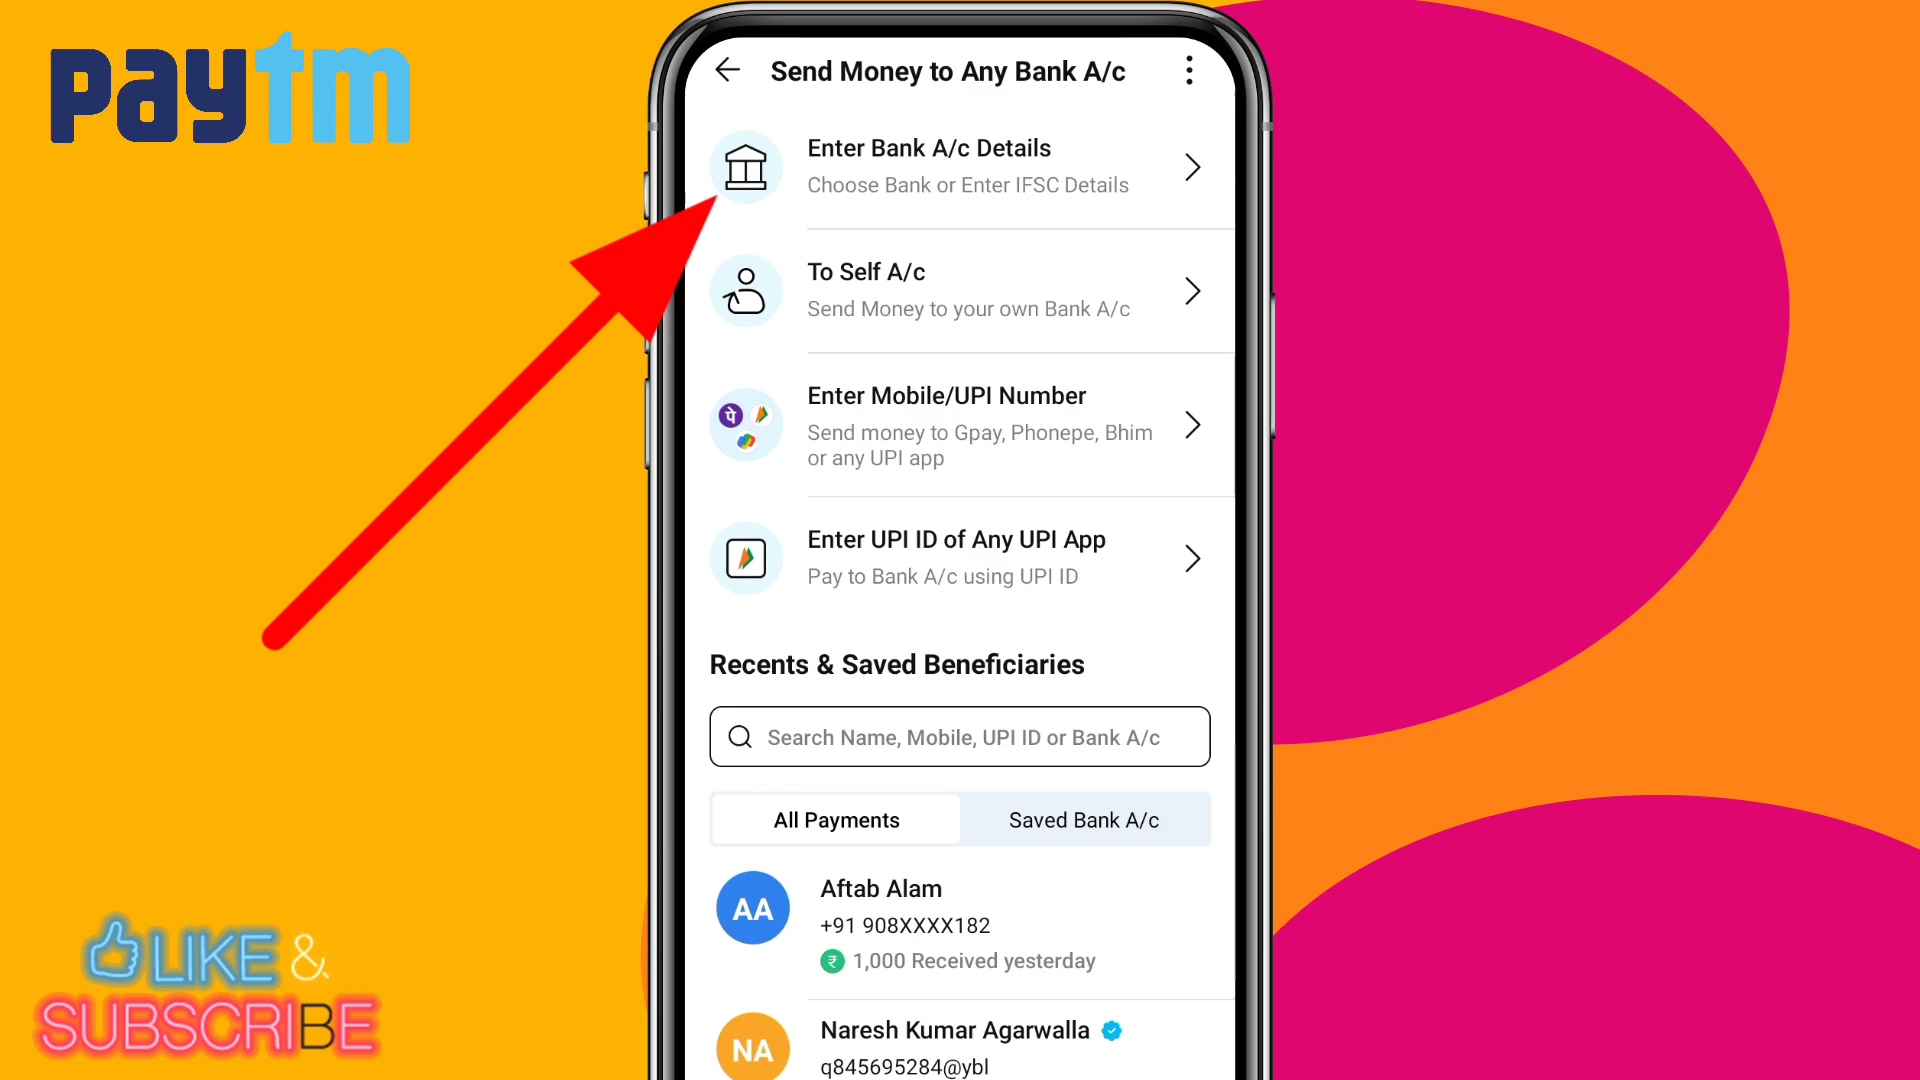 paytm
Send Money to Any Bank A/c
Enter Bank A/c Details
Choose Bank or Enter IFSC Details
To Self A/c
Send Money to your own Bank A/c
पे
Enter Mobile/UPI Number
Send money to Gpay, Phonepe, Bhim
or any UPI app
Enter UPI ID of Any UPI App
Pay to Bank A/c using UPI ID
Recents & Saved Beneficiaries
Search Name, Mobile, UPI ID or Bank A/c
All Payments
Saved Bank A/c
AA
Aftab Alam
+91 908XXXX182
₹ 1,000 Received yesterday
NA
Naresh Kumar Agarwalla
q845695284@ybl
LIKE &
SUBSCRIBE